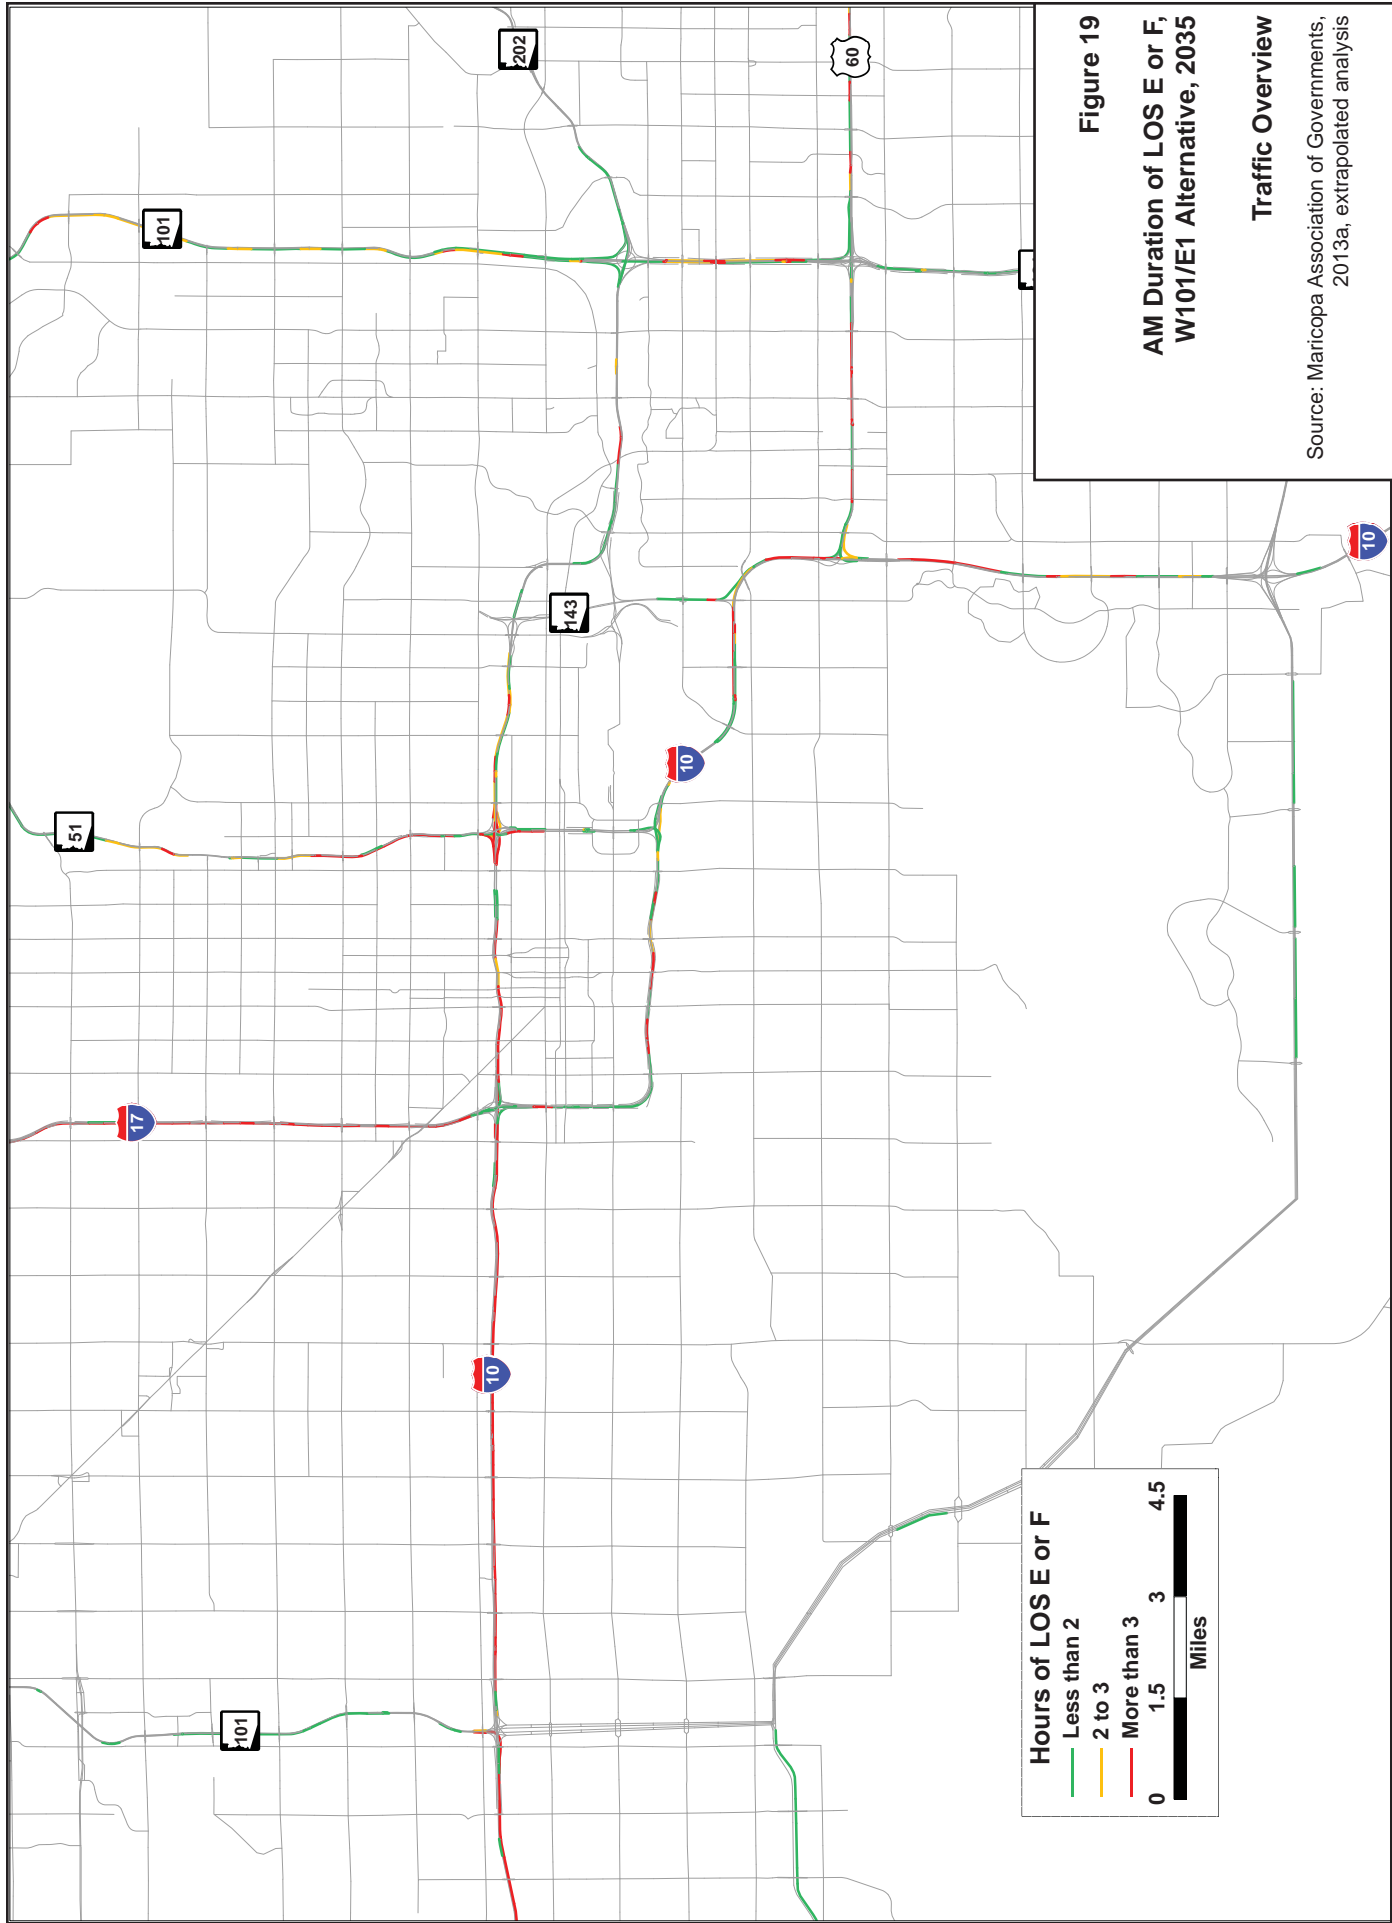 Figure 19
AM Duration of LOS E or F,
W101/E1 Alternative, 2035
Traffic Overview
Source: Maricopa Association of Governments,
2013a, extrapolated analysis
Hours of LOS E or F
Less than 2
2 to 3
More than 3
0 1.5 3 4.5
Miles
101
17
51
101
202
60
10
10
143
10